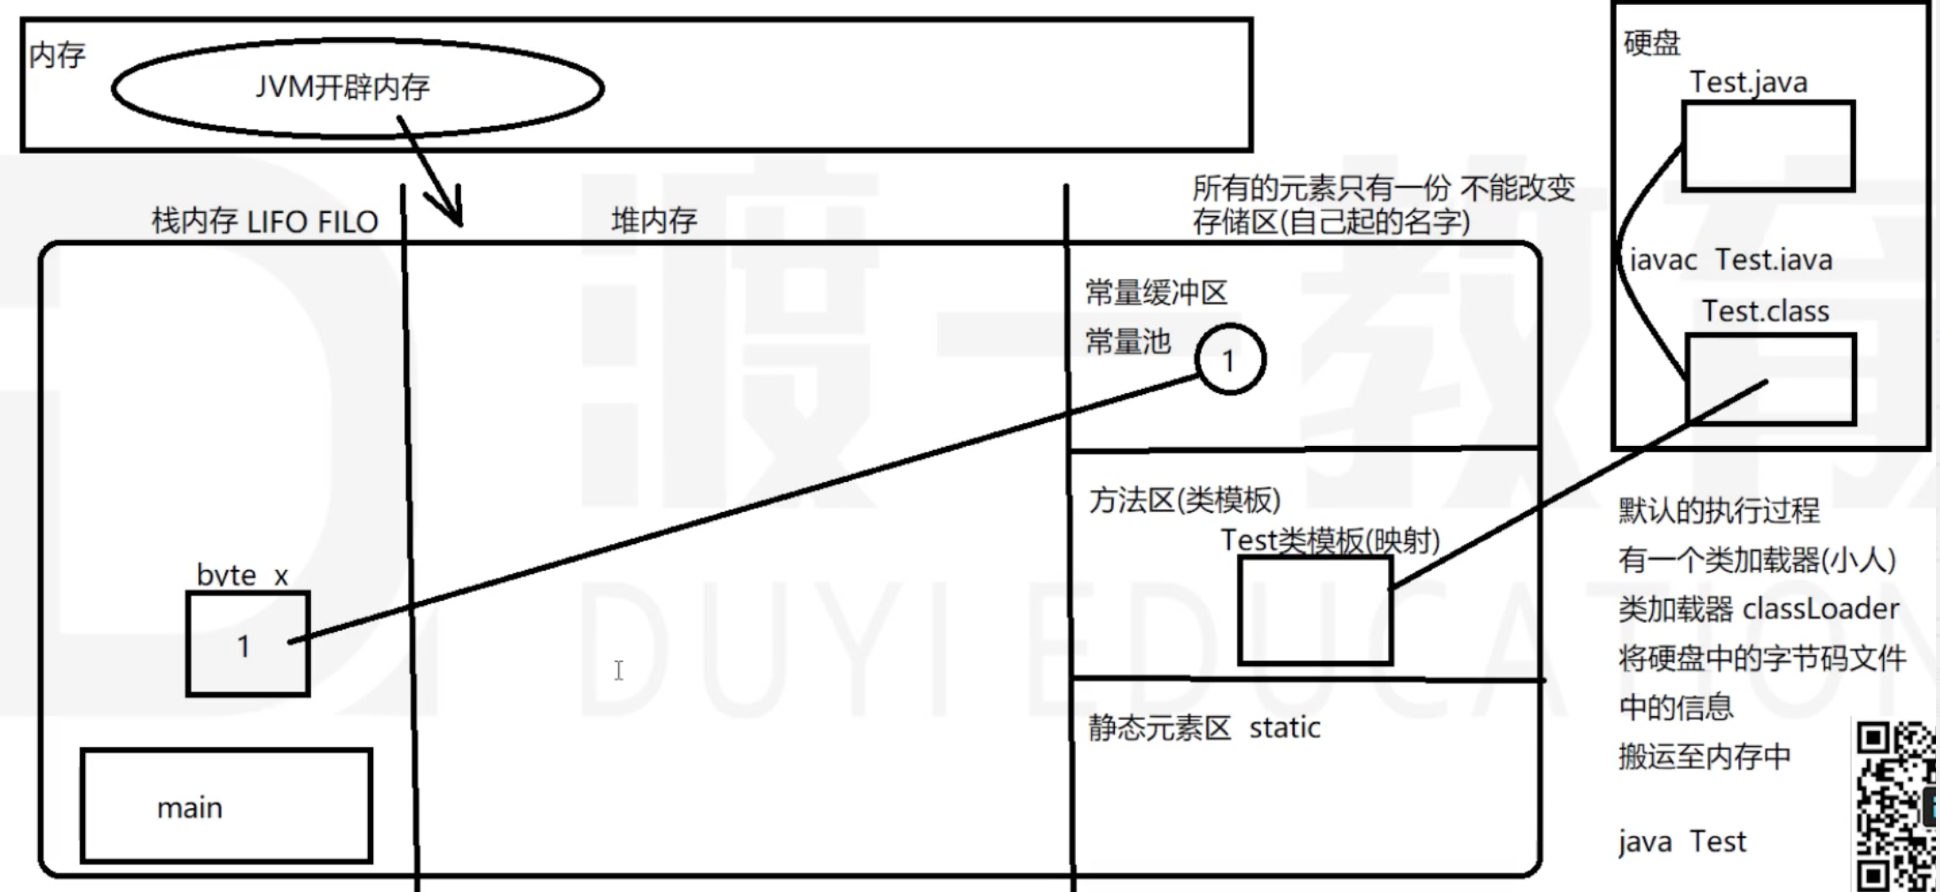 内存
JVM开辟内存
栈内存 LIFO FILO
堆内存
所有的元素只有一份 不能改变
存储区(自己起的名字)
常量缓冲区
常量池
1
方法区(类模板)
Test类模板(映射)
静态元素区 static
byte x
1
main
硬盘
Test.java
javac Test.java
Test.class
默认的执行过程
有一个类加载器(小人)
类加载器 classLoader
将硬盘中的字节码文件
中的信息
搬运至内存中
java Test
渡一教育
DUYI EDUCATION